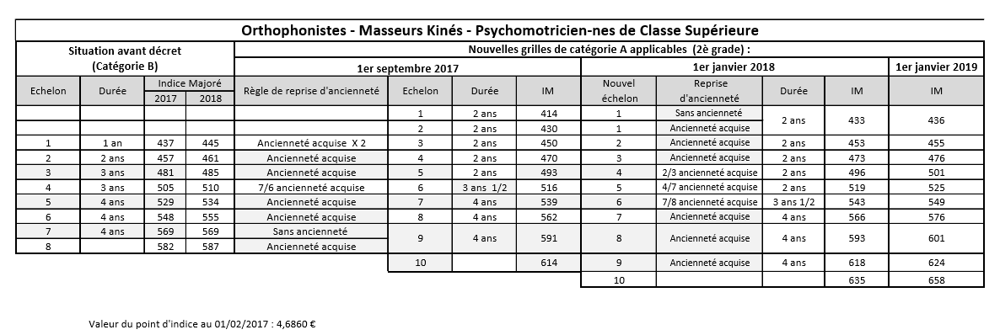 Orthophonistes - Masseurs Kinés - Psychomotricien-nes de Classe Supérieure
Situation avant décret
(Catégorie B)
Nouvelles grilles de catégorie A applicables (2è grade) :
1er septembre 2017 1er janvier 2018 1er janvier 2019
Echelon Durée Indice Majoré Règle de reprise d'ancienneté Echelon Durée IM Nouvel échelon Reprise d'ancienneté Durée IM IM
2017 2018
1 2 ans 414 1 Sans ancienneté 2 ans 433 436
2 2 ans 430 1 Ancienneté acquise
1 1 an 437 445 Ancienneté acquise X 2 3 2 ans 450 2 Ancienneté acquise 2 ans 453 455
2 2 ans 457 461 Ancienneté acquise 4 2 ans 470 3 Ancienneté acquise 2 ans 473 476
3 3 ans 481 485 Ancienneté acquise 5 2 ans 493 4 2/3 ancienneté acquise 2 ans 496 501
4 3 ans 505 510 7/6 ancienneté acquise 6 3 ans 1/2 516 5 4/7 ancienneté acquise 2 ans 519 525
5 4 ans 529 534 Ancienneté acquise 7 4 ans 539 6 7/8 ancienneté acquise 3 ans 1/2 543 549
6 4 ans 548 555 Ancienneté acquise 8 4 ans 562 7 Ancienneté acquise 4 ans 566 576
7 4 ans 569 569 Sans ancienneté 9 4 ans 591 8 Ancienneté acquise 4 ans 593 601
8 582 587 Ancienneté acquise
10 614 9 Ancienneté acquise 4 ans 618 624
10 635 658
Valeur du point d'indice au 01/02/2017 : 4,6860 €